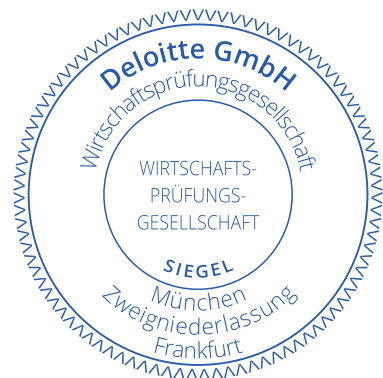 Deloitte GmbH
Wirtschaftsprüfungsgesellschaft
WIRTSCHAFTS-
PRÜFUNGS-
GESELLSCHAFT
SIEGEL
München
Zweigniederlassung
Frankfurt